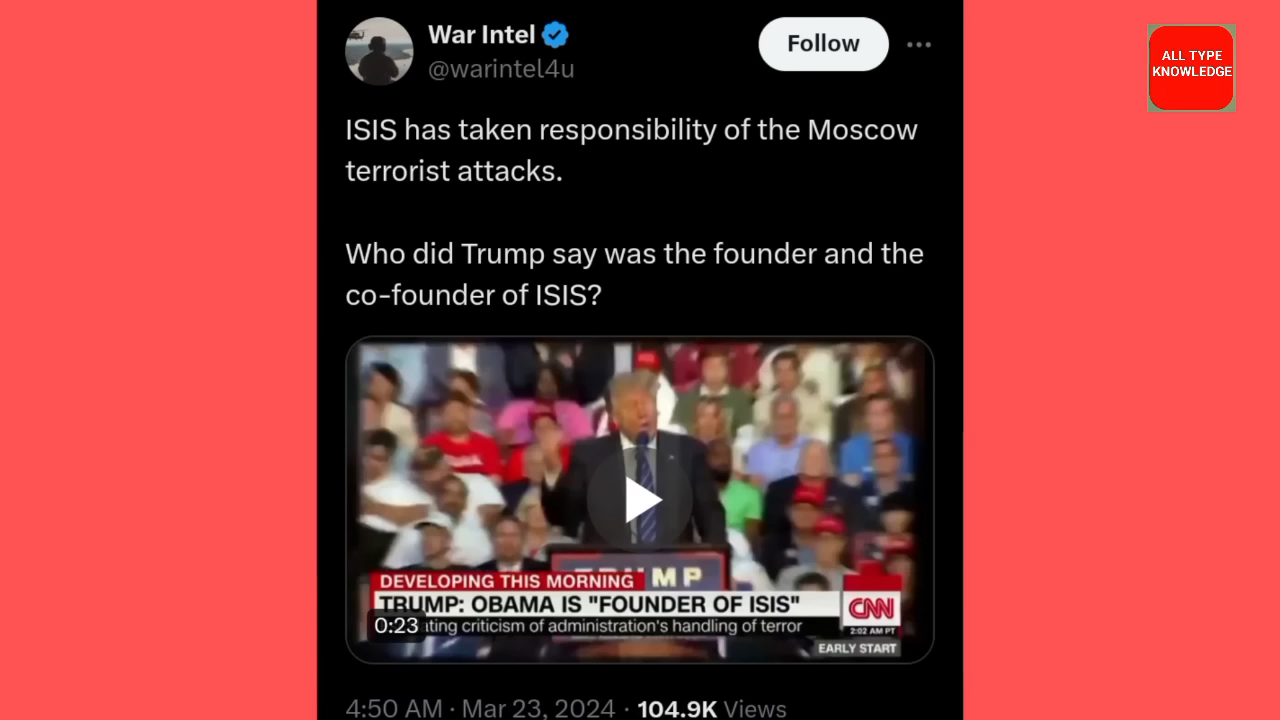 War Intel
@warintel4u
Follow
ALL TYPE
KNOWLEDGE
ISIS has taken responsibility of the Moscow
terrorist attacks.
Who did Trump say was the founder and the
co-founder of ISIS?
DEVELOPING THIS MORNING
TRUMP: OBAMA IS "FOUNDER OF ISIS"
0:23
criticism of administration's handling of terror
CNN
2:02 AM PT
EARLY START
4:50 AM · Mar 23, 2024 · 104.9K Views